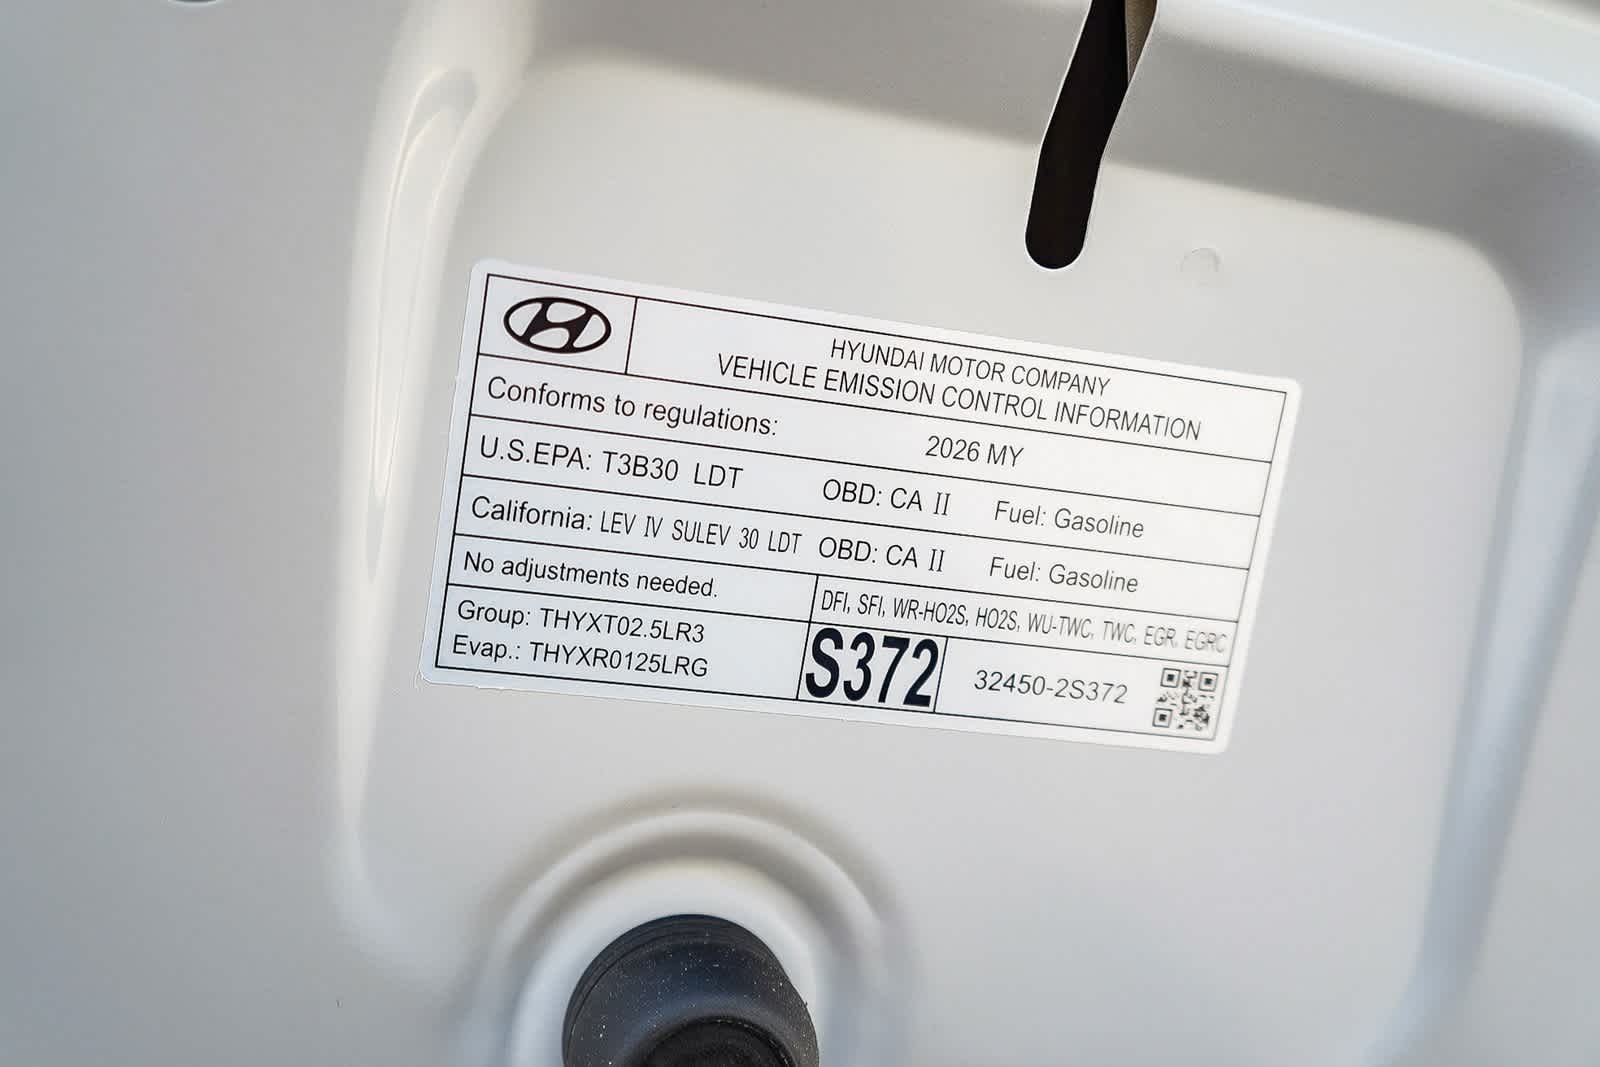 HYUNDAI MOTOR COMPANY
VEHICLE EMISSION CONTROL INFORMATION
Conforms to regulations: 2026 MY
U.S.EPA: T3B30 LDT OBD: CA II Fuel: Gasoline
California: LEV IV SULEV 30 LDT OBD: CA II Fuel: Gasoline
No adjustments needed.
DFI, SFI, WR-HO2S, HO2S, WU-TWC, TWC, EGR, EGRC
Group: THYXT02.5LR3
Evap.: THYXR0125LRG
S372
32450-2S372